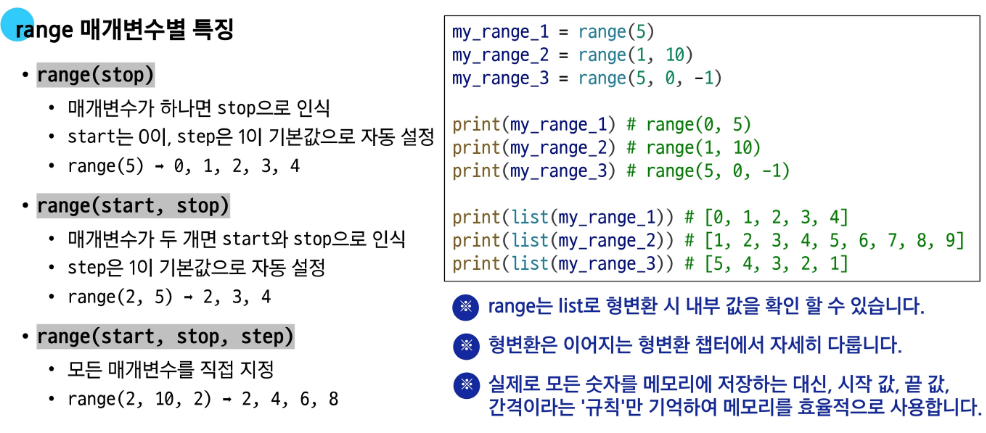 range 매개변수별 특징
• range(stop)
• 매개변수가 하나면 stop으로 인식
• start는 0이, step은 1이 기본값으로 자동 설정
• range(5) → 0, 1, 2, 3, 4
• range(start, stop)
• 매개변수가 두 개면 start와 stop으로 인식
• step은 1이 기본값으로 자동 설정
• range(2, 5) → 2, 3, 4
• range(start, stop, step)
• 모든 매개변수를 직접 지정
• range(2, 10, 2) → 2, 4, 6, 8
my_range_1 = range(5)
my_range_2 = range(1, 10)
my_range_3 = range(5, 0, -1)
print(my_range_1) # range(0, 5)
print(my_range_2) # range(1, 10)
print(my_range_3) # range(5, 0, -1)
print(list(my_range_1)) # [0, 1, 2, 3, 4]
print(list(my_range_2)) # [1, 2, 3, 4, 5, 6, 7, 8, 9]
print(list(my_range_3)) # [5, 4, 3, 2, 1]
※ range는 list로 형변환 시 내부 값을 확인 할 수 있습니다.
※ 형변환은 이어지는 형변환 챕터에서 자세히 다룹니다.
※ 실제로 모든 숫자를 메모리에 저장하는 대신, 시작 값, 끝 값,
간격이라는 '규칙'만 기억하여 메모리를 효율적으로 사용합니다.